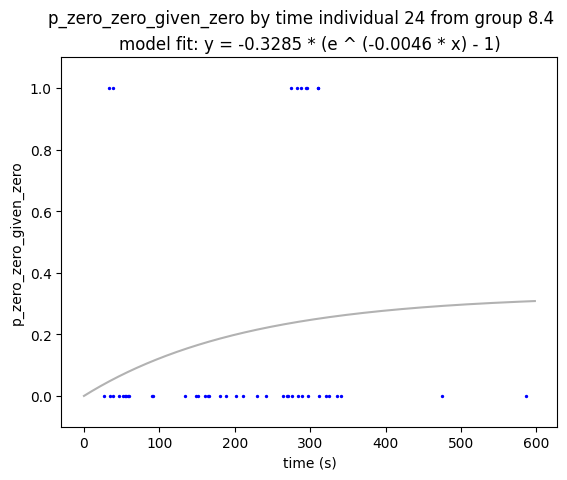 p_zero_zero_given_zero by time individual 24 from group 8.4
model fit: y = -0.3285 * (e ^ (-0.0046 * x) - 1)
p_zero_zero_given_zero
1.0
0.8
0.6
0.4
0.2
0.0
0 100 200 300 400 500 600
time (s)